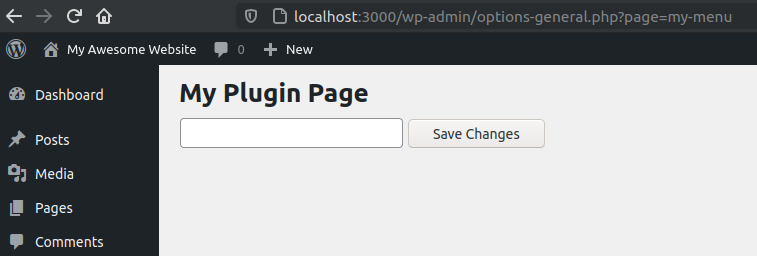 localhost:3000/wp-admin/options-general.php?page=my-menu
My Awesome Website 0 New
Dashboard
My Plugin Page
Save Changes
Posts
Media
Pages
Comments